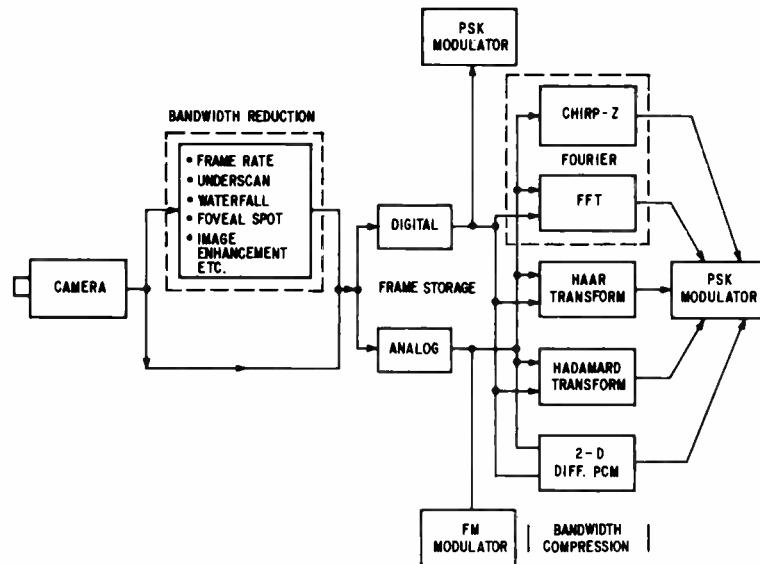 PSK
MODULATOR
BANDWIDTH REDUCTION
• FRAME RATE
• UNDERSCAN
• WATERFALL
• FOVEAL SPOT
• IMAGE
ENHANCEMENT
ETC.
CAMERA
DIGITAL
FRAME STORAGE
ANALOG
CHIRP-Z
FOURIER
FFT
HAAR
TRANSFORM
HADAMARD
TRANSFORM
2-D
DIFF. PCM
PSK
MODULATOR
FM
MODULATOR
BANDWIDTH
COMPRESSION